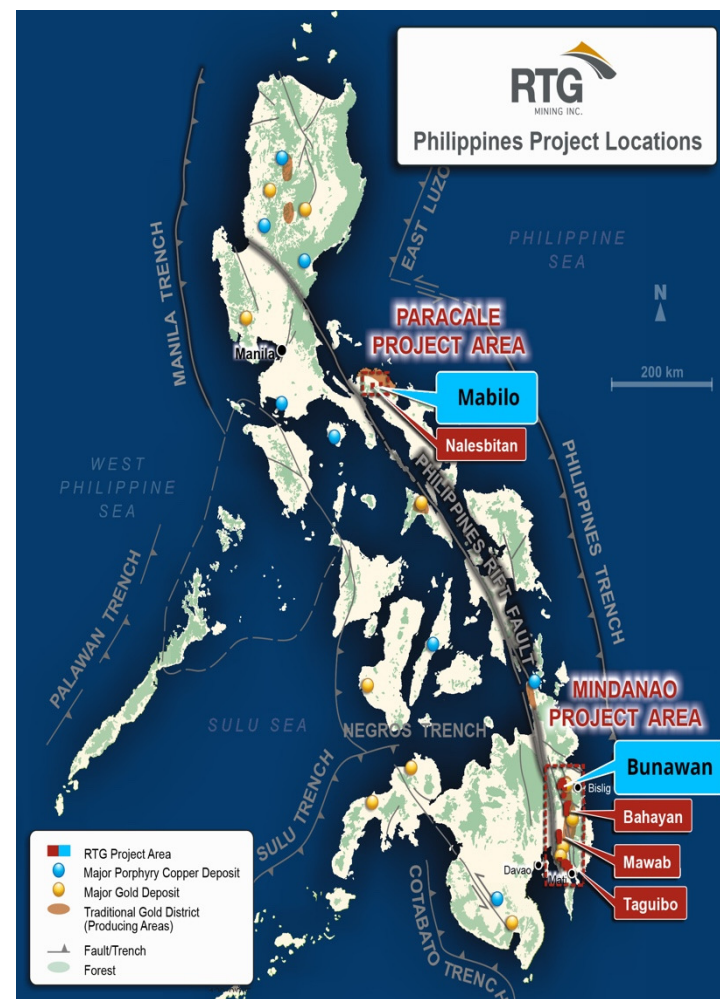 RTG
MINING INC.
Philippines Project Locations
MANILA TRENCH
EAST LUZO
PHILIPPINE
SEA
N
200 km
PARACALE
PROJECT AREA
Manila
Mabilo
Nalesbitan
WEST
PHILIPPINE
SEA
PHILIPPINES RIFT FAULT
PHILIPPINES TRENCH
PALAWAN TRENCH
SULU SEA
NEGROS TRENCH
MINDANAO
PROJECT AREA
Bunawan
Bislig
Bahayan
SULU TRENCH
Mawab
Davao
Mati
Taguibo
COTABATO TRENCH
RTG Project Area
Major Porphyry Copper Deposit
Major Gold Deposit
Traditional Gold District
(Producing Areas)
Fault/Trench
Forest